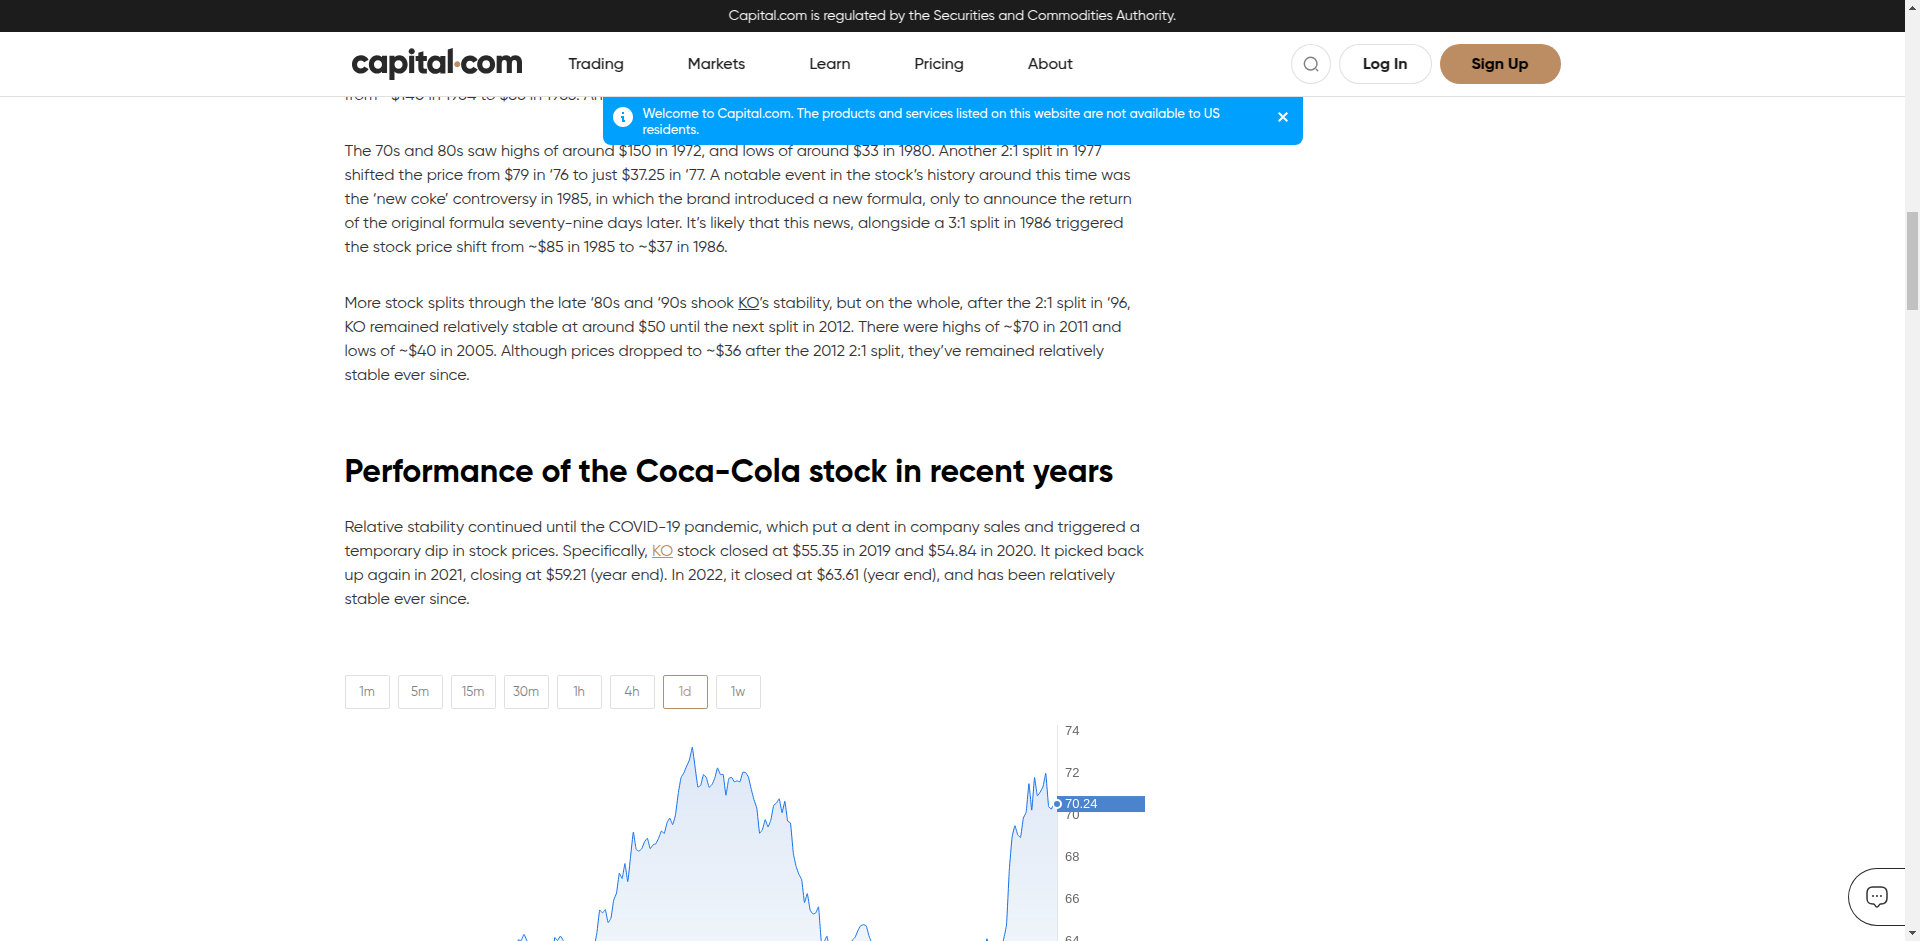 Capital.com is regulated by the Securities and Commodities Authority.
capital.com
Trading
Markets
Learn
Pricing
About
Log In
Sign Up
Welcome to Capital.com. The products and services listed on this website are not available to US
residents.
The 70s and 80s saw highs of around $150 in 1972, and lows of around $33 in 1980. Another 2:1 split in 1977
shifted the price from $79 in ‘76 to just $37.25 in ‘77. A notable event in the stock’s history around this time was
the ‘new coke’ controversy in 1985, in which the brand introduced a new formula, only to announce the return
of the original formula seventy-nine days later. It’s likely that this news, alongside a 3:1 split in 1986 triggered
the stock price shift from ~$85 in 1985 to ~$37 in 1986.
More stock splits through the late ‘80s and ‘90s shook KO’s stability, but on the whole, after the 2:1 split in ‘96,
KO remained relatively stable at around $50 until the next split in 2012. There were highs of ~$70 in 2011 and
lows of ~$40 in 2005. Although prices dropped to ~$36 after the 2012 2:1 split, they’ve remained relatively
stable ever since.
Performance of the Coca-Cola stock in recent years
Relative stability continued until the COVID-19 pandemic, which put a dent in company sales and triggered a
temporary dip in stock prices. Specifically, KO stock closed at $55.35 in 2019 and $54.84 in 2020. It picked back
up again in 2021, closing at $59.21 (year end). In 2022, it closed at $63.61 (year end), and has been relatively
stable ever since.
1m
5m
15m
30m
1h
4h
1d
1w
74
72
70.24
70
68
66
64